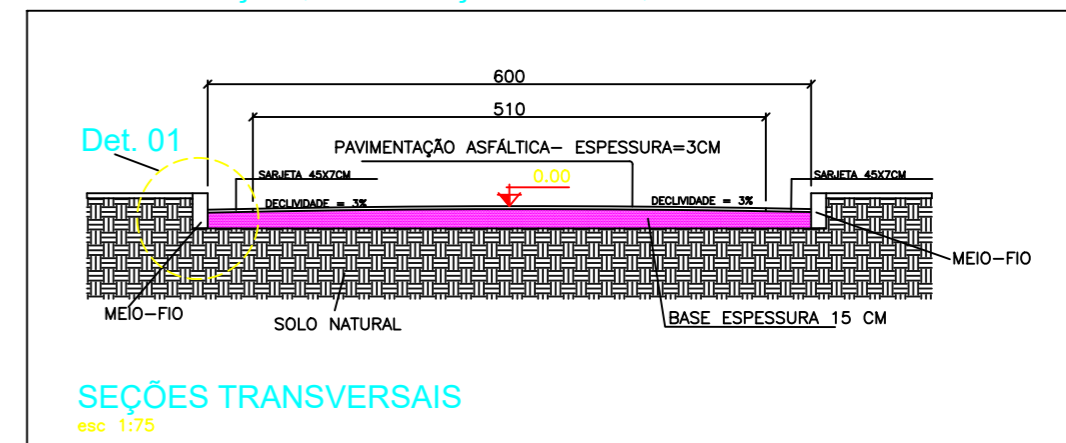 600
510
Det. 01
PAVIMENTAÇÃO ASFÁLTICA- ESPESSURA=3CM
SARJETA 45X7CM
0.00
SARJETA 45X7CM
DECLIVIDADE = 3%
DECLIVIDADE = 3%
MEIO-FIO
MEIO-FIO
SOLO NATURAL
BASE ESPESSURA 15 CM
SEÇÕES TRANSVERSAIS
esc 1:75